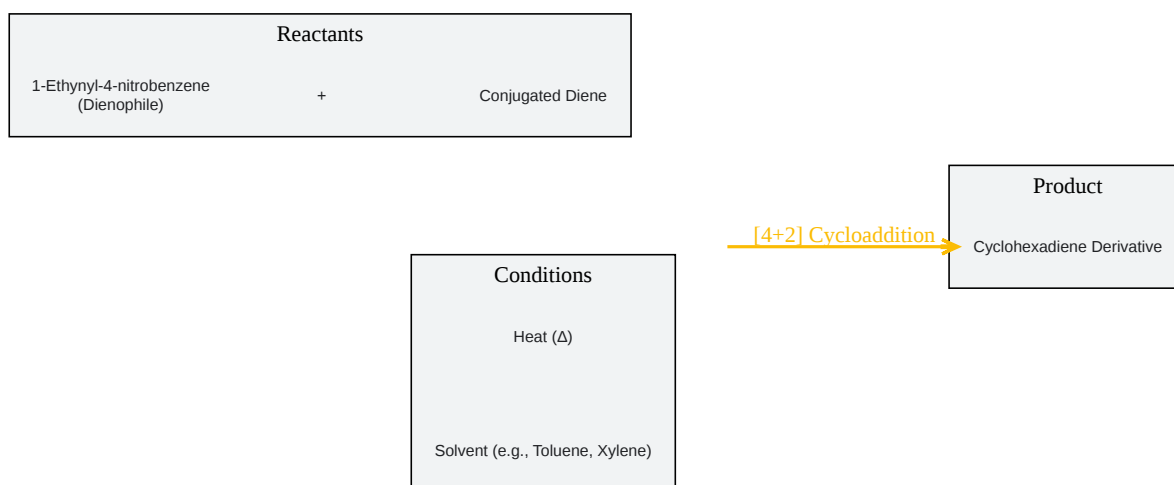 Reactants
1-Ethynyl-4-nitrobenzene
(Dienophile)
+
Conjugated Diene
Product
[4+2] Cycloaddition
Cyclohexadiene Derivative
Conditions
Heat (Δ)
Solvent (e.g., Toluene, Xylene)